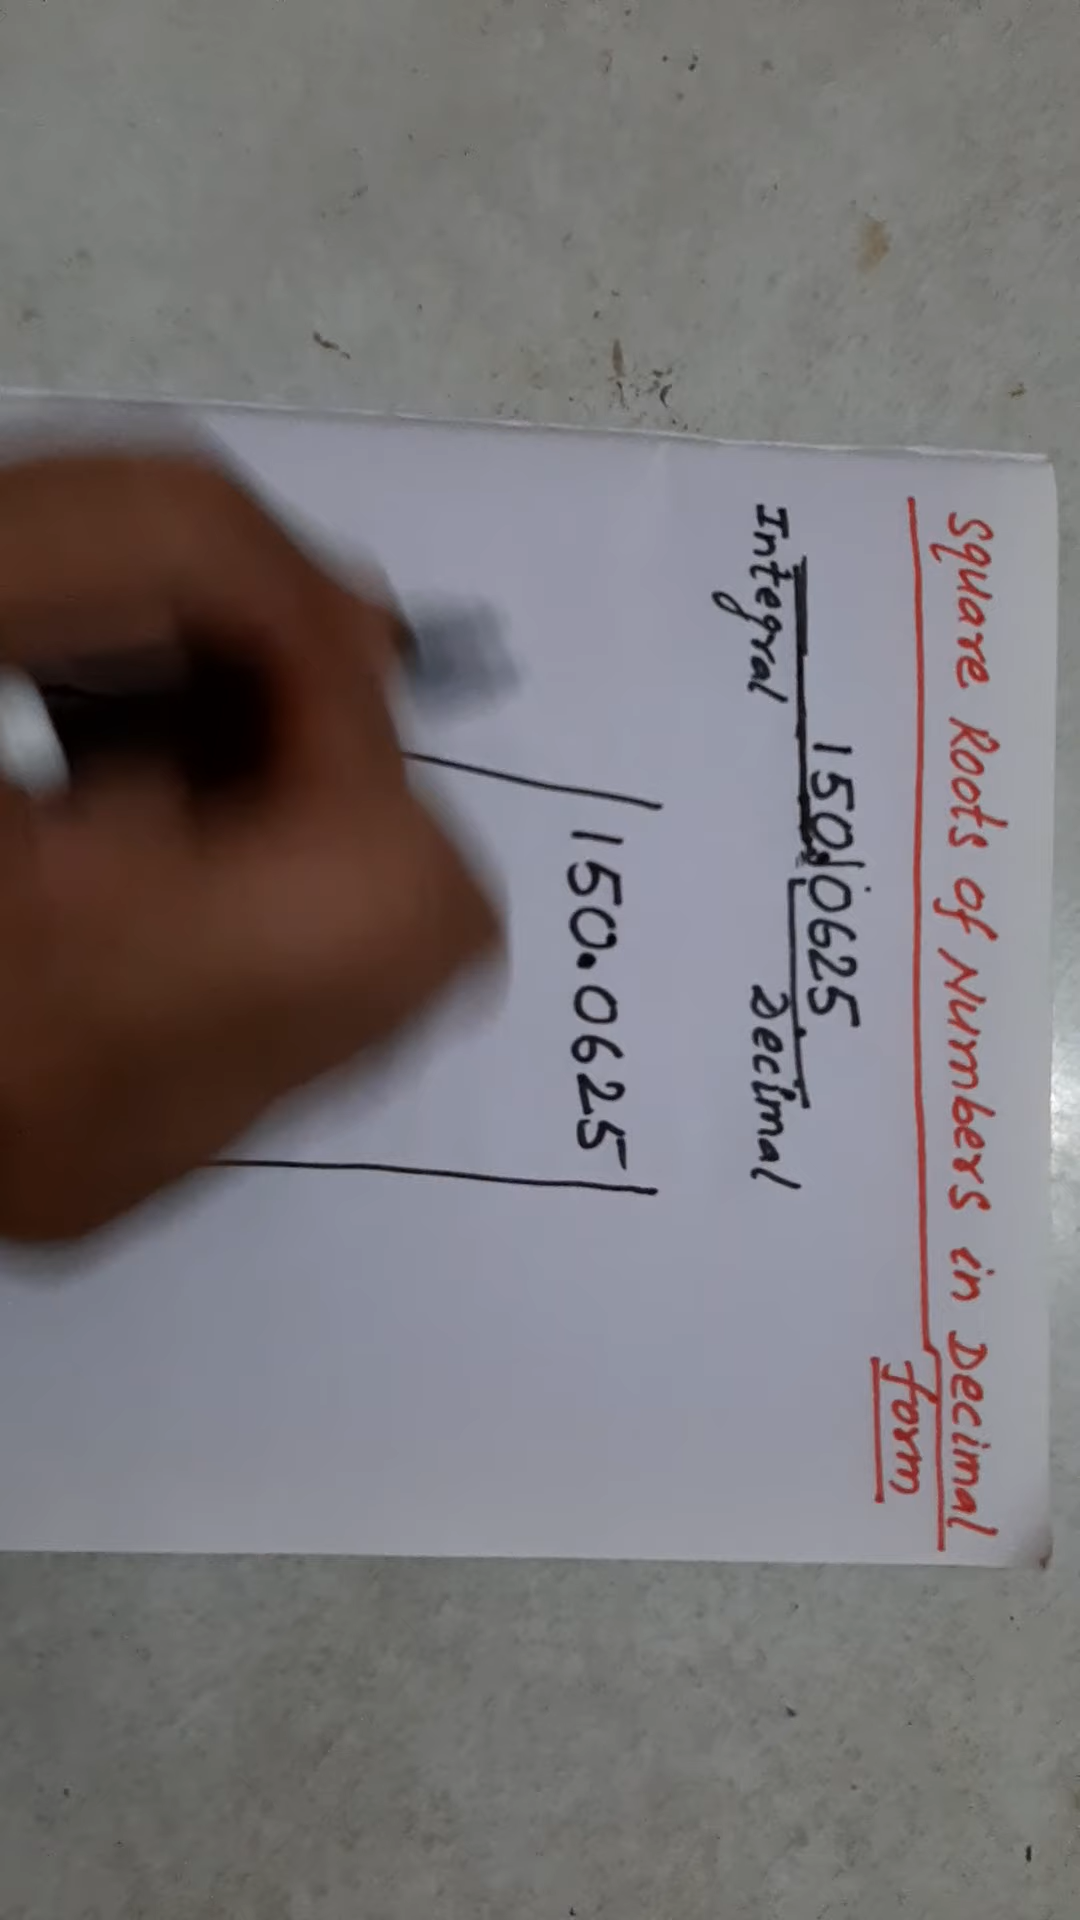 Square Roots of Numbers in Decimal
form
150.0625
Integral Decimal
150.0625